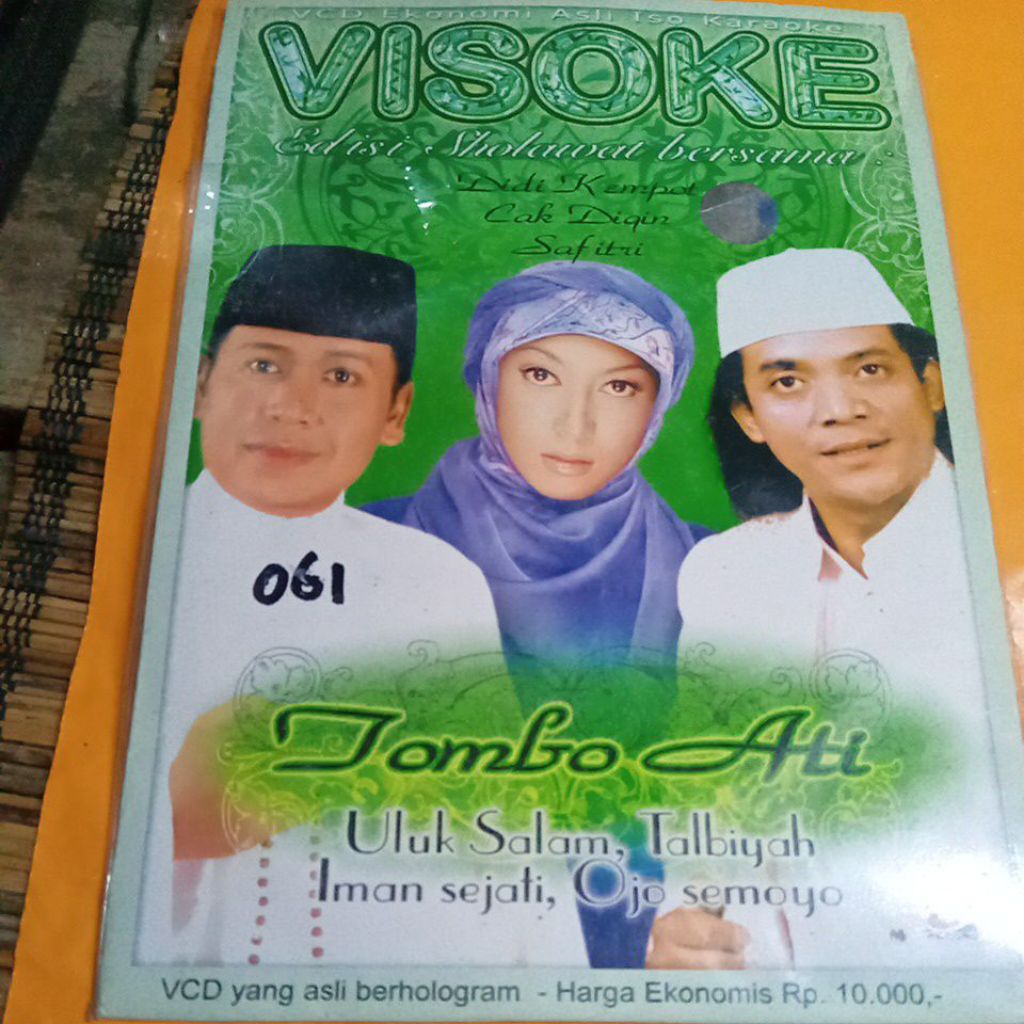 VCD Ekonomi Asli Iso Karaoke
VISOKE
Edisi Sholawat bersama
Didi Kempot
Cak Diqin
Safitri
061
Tombo Ati
Uluk Salam, Talbiyah
Iman sejati, Ojo semoyo
VCD yang asli berhologram - Harga Ekonomis Rp. 10.000,-